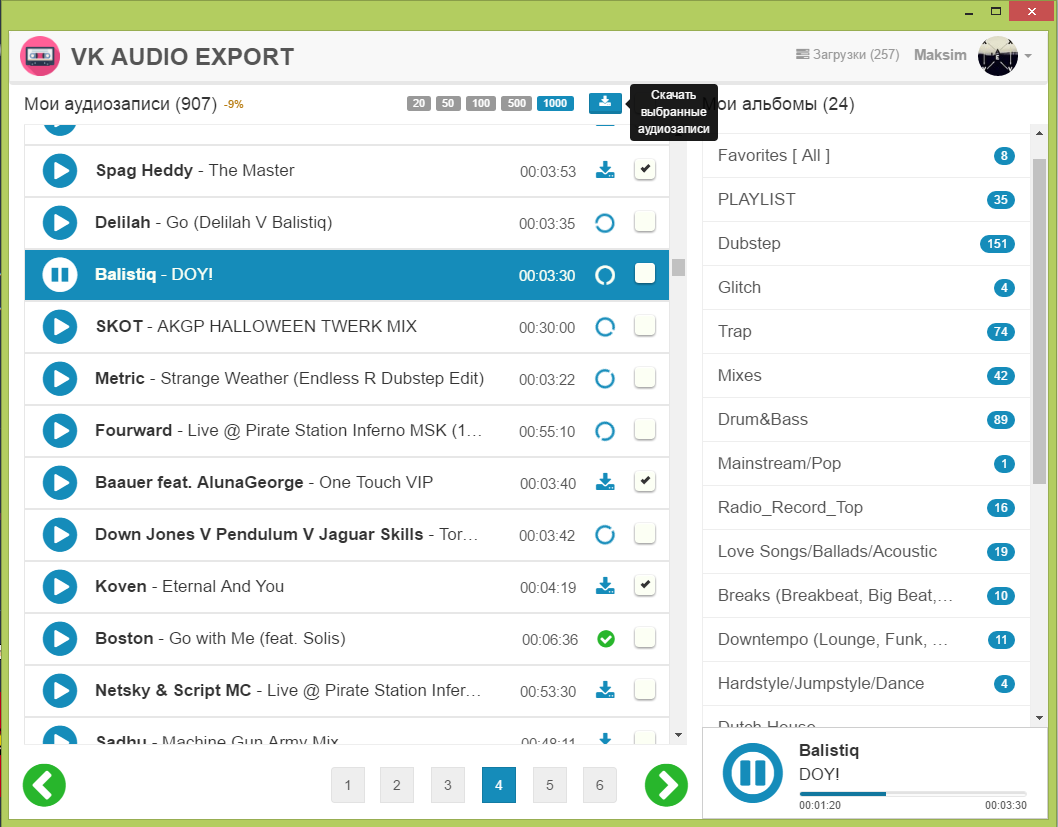 VK AUDIO EXPORT
Загрузки (257) Maksim
Мои аудиозаписи (907) -9% 20 50 100 500 1000
Скачать
выбранные
аудиозаписи
Мои альбомы (24)
Spag Heddy - The Master 00:03:53
Delilah - Go (Delilah V Balistiq) 00:03:35
Balistiq - DOY! 00:03:30
SKOT - AKGP HALLOWEEN TWERK MIX 00:30:00
Metric - Strange Weather (Endless R Dubstep Edit) 00:03:22
Fourward - Live @ Pirate Station Inferno MSK (1... 00:55:10
Baauer feat. AlunaGeorge - One Touch VIP 00:03:40
Down Jones V Pendulum V Jaguar Skills - Tor... 00:03:42
Koven - Eternal And You 00:04:19
Boston - Go with Me (feat. Solis) 00:06:36
Netsky & Script MC - Live @ Pirate Station Infer... 00:53:30
Sadhu - Machine Gun Army Mix 00:48:11
1 2 3 4 5 6
Favorites [ All ] 8
PLAYLIST 35
Dubstep 151
Glitch 4
Trap 74
Mixes 42
Drum&Bass 89
Mainstream/Pop 1
Radio_Record_Top 16
Love Songs/Ballads/Acoustic 19
Breaks (Breakbeat, Big Beat,... 10
Downtempo (Lounge, Funk, ... 11
Hardstyle/Jumpstyle/Dance 4
Dutch House
Balistiq
DOY!
00:01:20 00:03:30